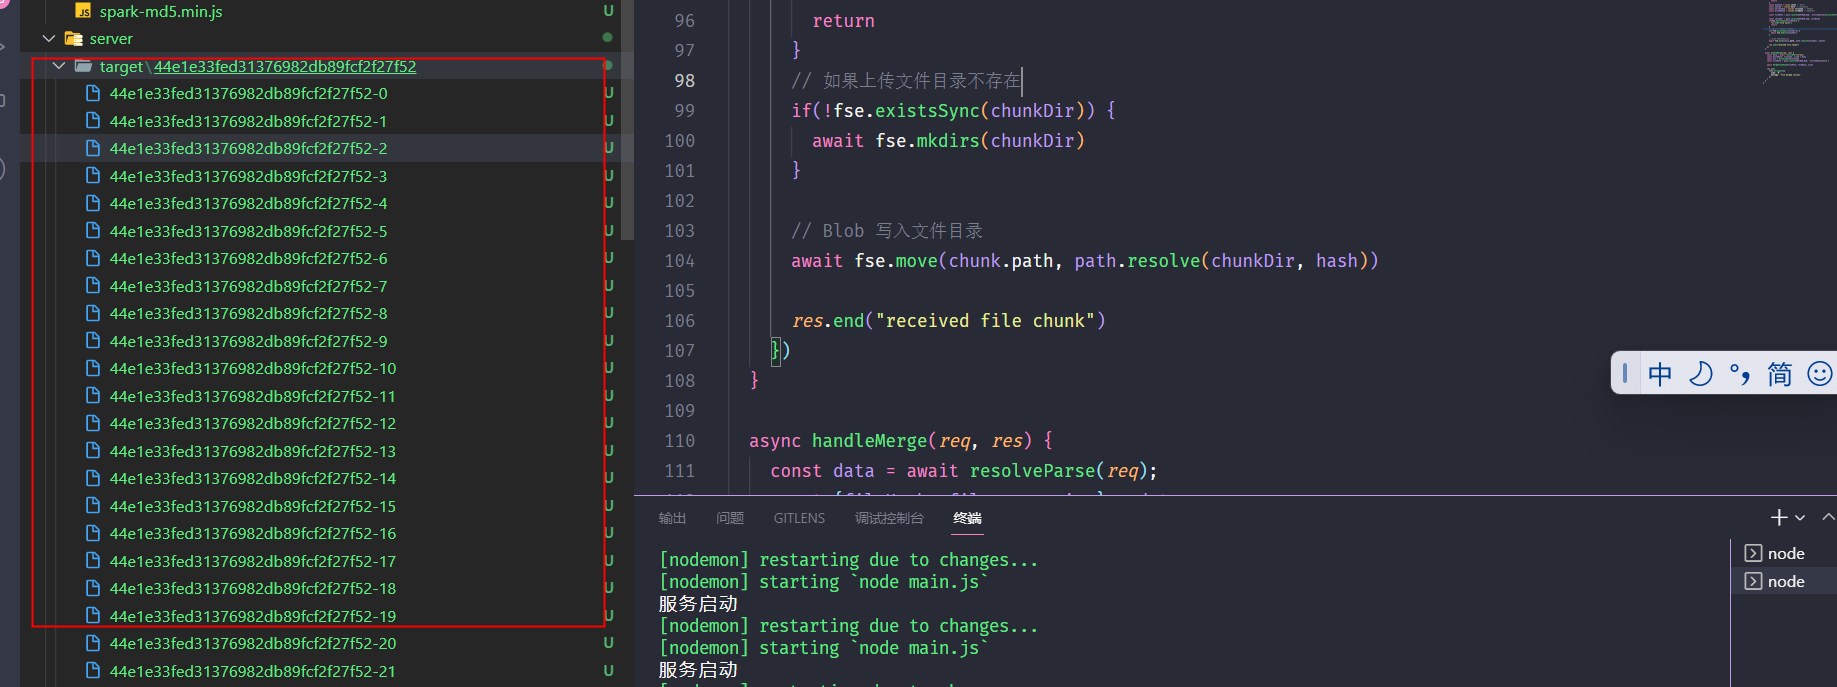 spark-md5.min.js U
server
target\44e1e33fed31376982db89fcf2f27f52
44e1e33fed31376982db89fcf2f27f52-0 U
44e1e33fed31376982db89fcf2f27f52-1 U
44e1e33fed31376982db89fcf2f27f52-2 U
44e1e33fed31376982db89fcf2f27f52-3 U
44e1e33fed31376982db89fcf2f27f52-4 U
44e1e33fed31376982db89fcf2f27f52-5 U
44e1e33fed31376982db89fcf2f27f52-6 U
44e1e33fed31376982db89fcf2f27f52-7 U
44e1e33fed31376982db89fcf2f27f52-8 U
44e1e33fed31376982db89fcf2f27f52-9 U
44e1e33fed31376982db89fcf2f27f52-10 U
44e1e33fed31376982db89fcf2f27f52-11 U
44e1e33fed31376982db89fcf2f27f52-12 U
44e1e33fed31376982db89fcf2f27f52-13 U
44e1e33fed31376982db89fcf2f27f52-14 U
44e1e33fed31376982db89fcf2f27f52-15 U
44e1e33fed31376982db89fcf2f27f52-16 U
44e1e33fed31376982db89fcf2f27f52-17 U
44e1e33fed31376982db89fcf2f27f52-18 U
44e1e33fed31376982db89fcf2f27f52-19 U
44e1e33fed31376982db89fcf2f27f52-20 U
44e1e33fed31376982db89fcf2f27f52-21 U
96 return
97 }
98 // 如果上传文件目录不存在
99 if(!fse.existsSync(chunkDir)) {
100 await fse.mkdirs(chunkDir)
101 }
102
103 // Blob 写入文件目录
104 await fse.move(chunk.path, path.resolve(chunkDir, hash))
105
106 res.end("received file chunk")
107 })
108 }
109
110 async handleMerge(req, res) {
111 const data = await resolveParse(req);
中 °, 简
输出 问题 GITLENS 调试控制台 终端
[nodemon] restarting due to changes...
[nodemon] starting `node main.js`
服务启动
[nodemon] restarting due to changes...
[nodemon] starting `node main.js`
服务启动
node
node